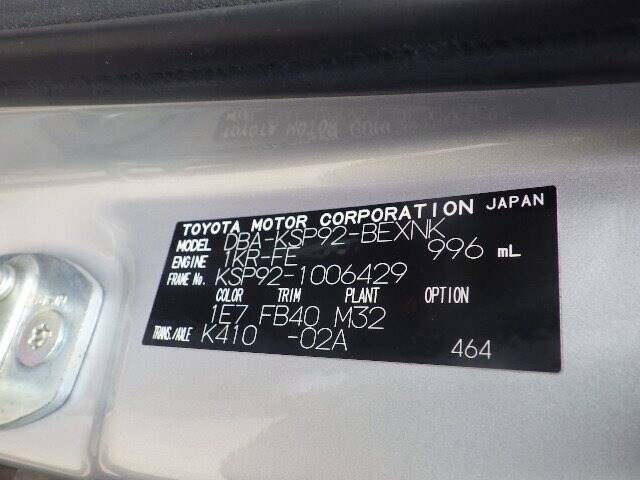 TOYOTA MOTOR CORPORATION JAPAN
MODEL DBA-KSP92-BEXNK
ENGINE 1KR-FE 996 mL
FRAME No. KSP92-1006429
COLOR TRIM PLANT OPTION
1E7 FB40 M32
TRANS./AXLE K410 -02A
464